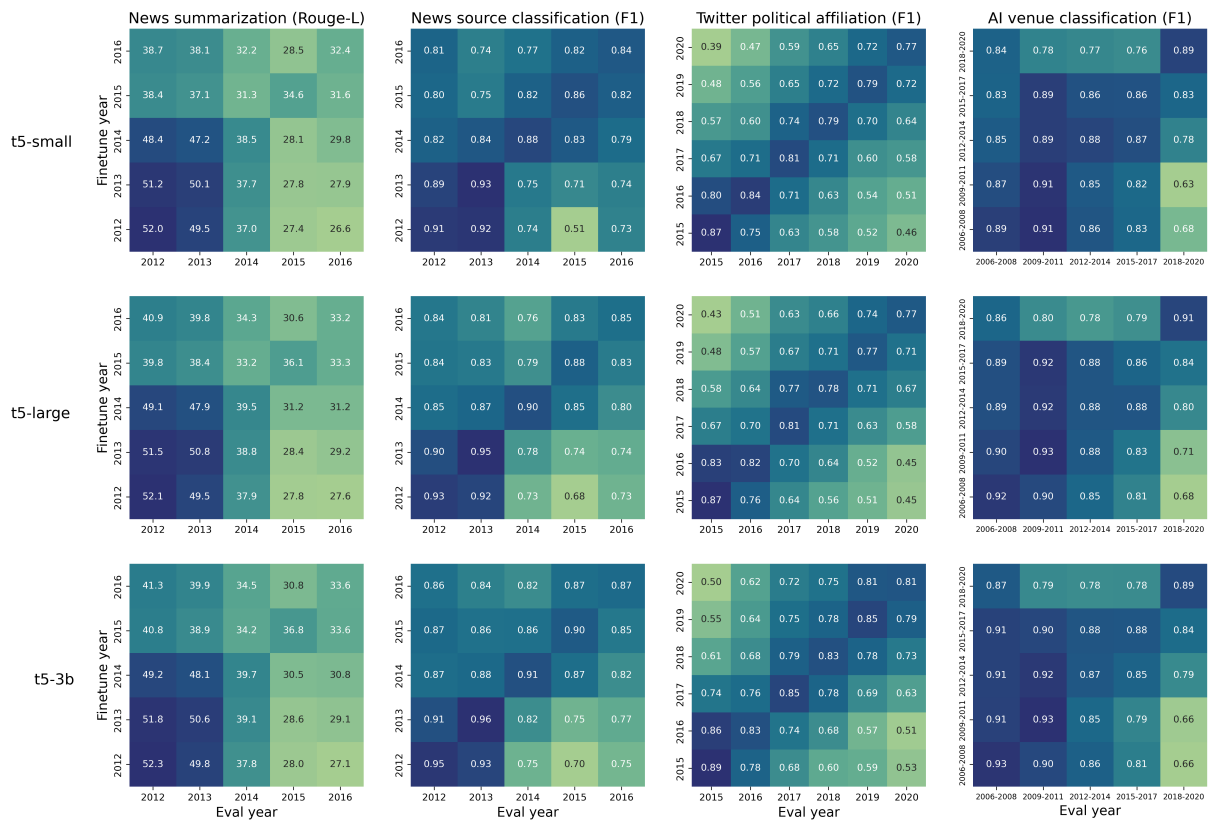 News summarization (Rouge-L) News source classification (F1) Twitter political affiliation (F1) AI venue classification (F1)
t5-small
Finetune year
2016 38.7 38.1 32.2 28.5 32.4
2015 38.4 37.1 31.3 34.6 31.6
2014 48.4 47.2 38.5 28.1 29.8
2013 51.2 50.1 37.7 27.8 27.9
2012 52.0 49.5 37.0 27.4 26.6
2012 2013 2014 2015 2016
2016 0.81 0.74 0.77 0.82 0.84
2015 0.80 0.75 0.82 0.86 0.82
2014 0.82 0.84 0.88 0.83 0.79
2013 0.89 0.93 0.75 0.71 0.74
2012 0.91 0.92 0.74 0.51 0.73
2012 2013 2014 2015 2016
2020 0.39 0.47 0.59 0.65 0.72 0.77
2019 0.48 0.56 0.65 0.72 0.79 0.72
2018 0.57 0.60 0.74 0.79 0.70 0.64
2017 0.67 0.71 0.81 0.71 0.60 0.58
2016 0.80 0.84 0.71 0.63 0.54 0.51
2015 0.87 0.75 0.63 0.58 0.52 0.46
2015 2016 2017 2018 2019 2020
2018-2020 0.84 0.78 0.77 0.76 0.89
2015-2017 0.83 0.89 0.86 0.86 0.83
2012-2014 0.85 0.89 0.88 0.87 0.78
2009-2011 0.87 0.91 0.85 0.82 0.63
2006-2008 0.89 0.91 0.86 0.83 0.68
2006-2008 2009-2011 2012-2014 2015-2017 2018-2020
t5-large
Finetune year
2016 40.9 39.8 34.3 30.6 33.2
2015 39.8 38.4 33.2 36.1 33.3
2014 49.1 47.9 39.5 31.2 31.2
2013 51.5 50.8 38.8 28.4 29.2
2012 52.1 49.5 37.9 27.8 27.6
2012 2013 2014 2015 2016
2016 0.84 0.81 0.76 0.83 0.85
2015 0.84 0.83 0.79 0.88 0.83
2014 0.85 0.87 0.90 0.85 0.80
2013 0.90 0.95 0.78 0.74 0.74
2012 0.93 0.92 0.73 0.68 0.73
2012 2013 2014 2015 2016
2020 0.43 0.51 0.63 0.66 0.74 0.77
2019 0.48 0.57 0.67 0.71 0.77 0.71
2018 0.58 0.64 0.77 0.78 0.71 0.67
2017 0.67 0.70 0.81 0.71 0.63 0.58
2016 0.83 0.82 0.70 0.64 0.52 0.45
2015 0.87 0.76 0.64 0.56 0.51 0.45
2015 2016 2017 2018 2019 2020
2018-2020 0.86 0.80 0.78 0.79 0.91
2015-2017 0.89 0.92 0.88 0.86 0.84
2012-2014 0.89 0.92 0.88 0.88 0.80
2009-2011 0.90 0.93 0.88 0.83 0.71
2006-2008 0.92 0.90 0.85 0.81 0.68
2006-2008 2009-2011 2012-2014 2015-2017 2018-2020
t5-3b
Finetune year
2016 41.3 39.9 34.5 30.8 33.6
2015 40.8 38.9 34.2 36.8 33.6
2014 49.2 48.1 39.7 30.5 30.8
2013 51.8 50.6 39.1 28.6 29.1
2012 52.3 49.8 37.8 28.0 27.1
2012 2013 2014 2015 2016
Eval year
2016 0.86 0.84 0.82 0.87 0.87
2015 0.87 0.86 0.86 0.90 0.85
2014 0.87 0.88 0.91 0.87 0.82
2013 0.91 0.96 0.82 0.75 0.77
2012 0.95 0.93 0.75 0.70 0.75
2012 2013 2014 2015 2016
2020 0.50 0.62 0.72 0.75 0.81 0.81
2019 0.55 0.64 0.75 0.78 0.85 0.79
2018 0.61 0.68 0.79 0.83 0.78 0.73
2017 0.74 0.76 0.85 0.78 0.69 0.63
2016 0.86 0.83 0.74 0.68 0.57 0.51
2015 0.89 0.78 0.68 0.60 0.59 0.53
2015 2016 2017 2018 2019 2020
2018-2020 0.87 0.79 0.78 0.78 0.89
2015-2017 0.91 0.90 0.88 0.88 0.84
2012-2014 0.91 0.92 0.87 0.85 0.79
2009-2011 0.91 0.93 0.85 0.79 0.66
2006-2008 0.93 0.90 0.86 0.81 0.66
2006-2008 2009-2011 2012-2014 2015-2017 2018-2020
Eval year